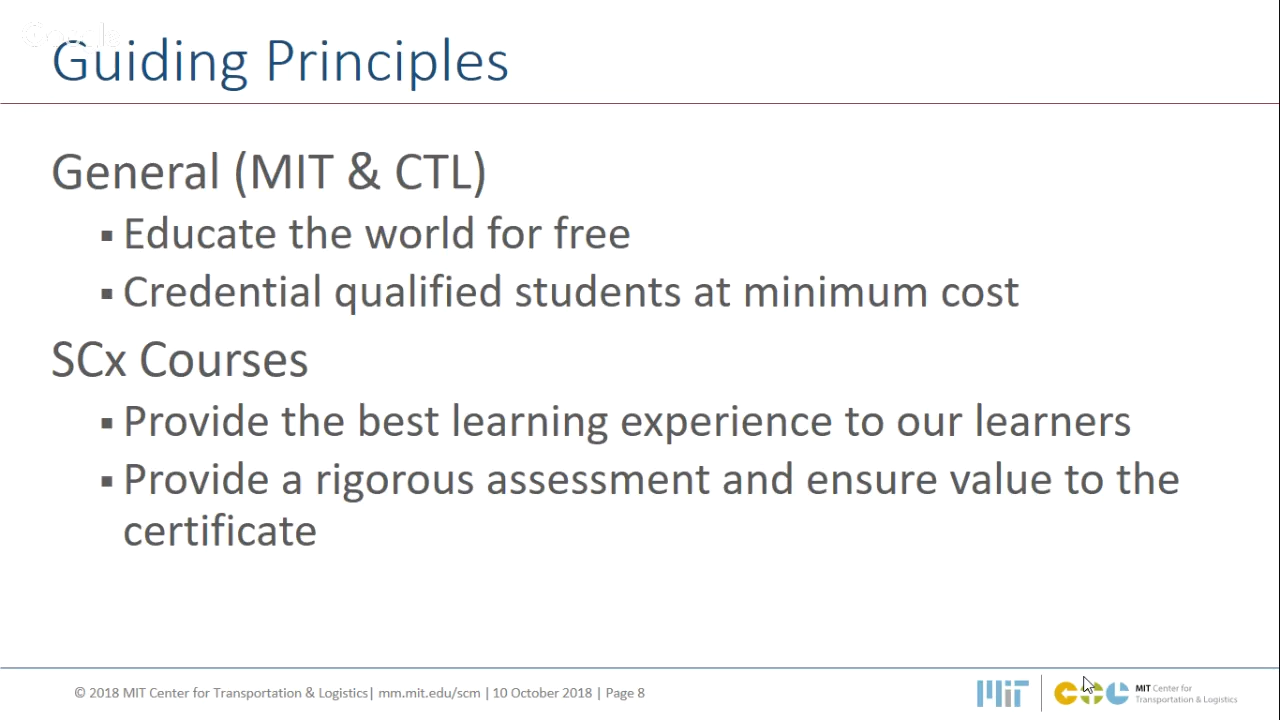 Guiding Principles
General (MIT & CTL)
▪ Educate the world for free
▪ Credential qualified students at minimum cost
SCx Courses
▪ Provide the best learning experience to our learners
▪ Provide a rigorous assessment and ensure value to the
certificate
© 2018 MIT Center for Transportation & Logistics| mm.mit.edu/scm | 10 October 2018 | Page 8
MIT
CTL
MIT Center for
Transportation & Logistics